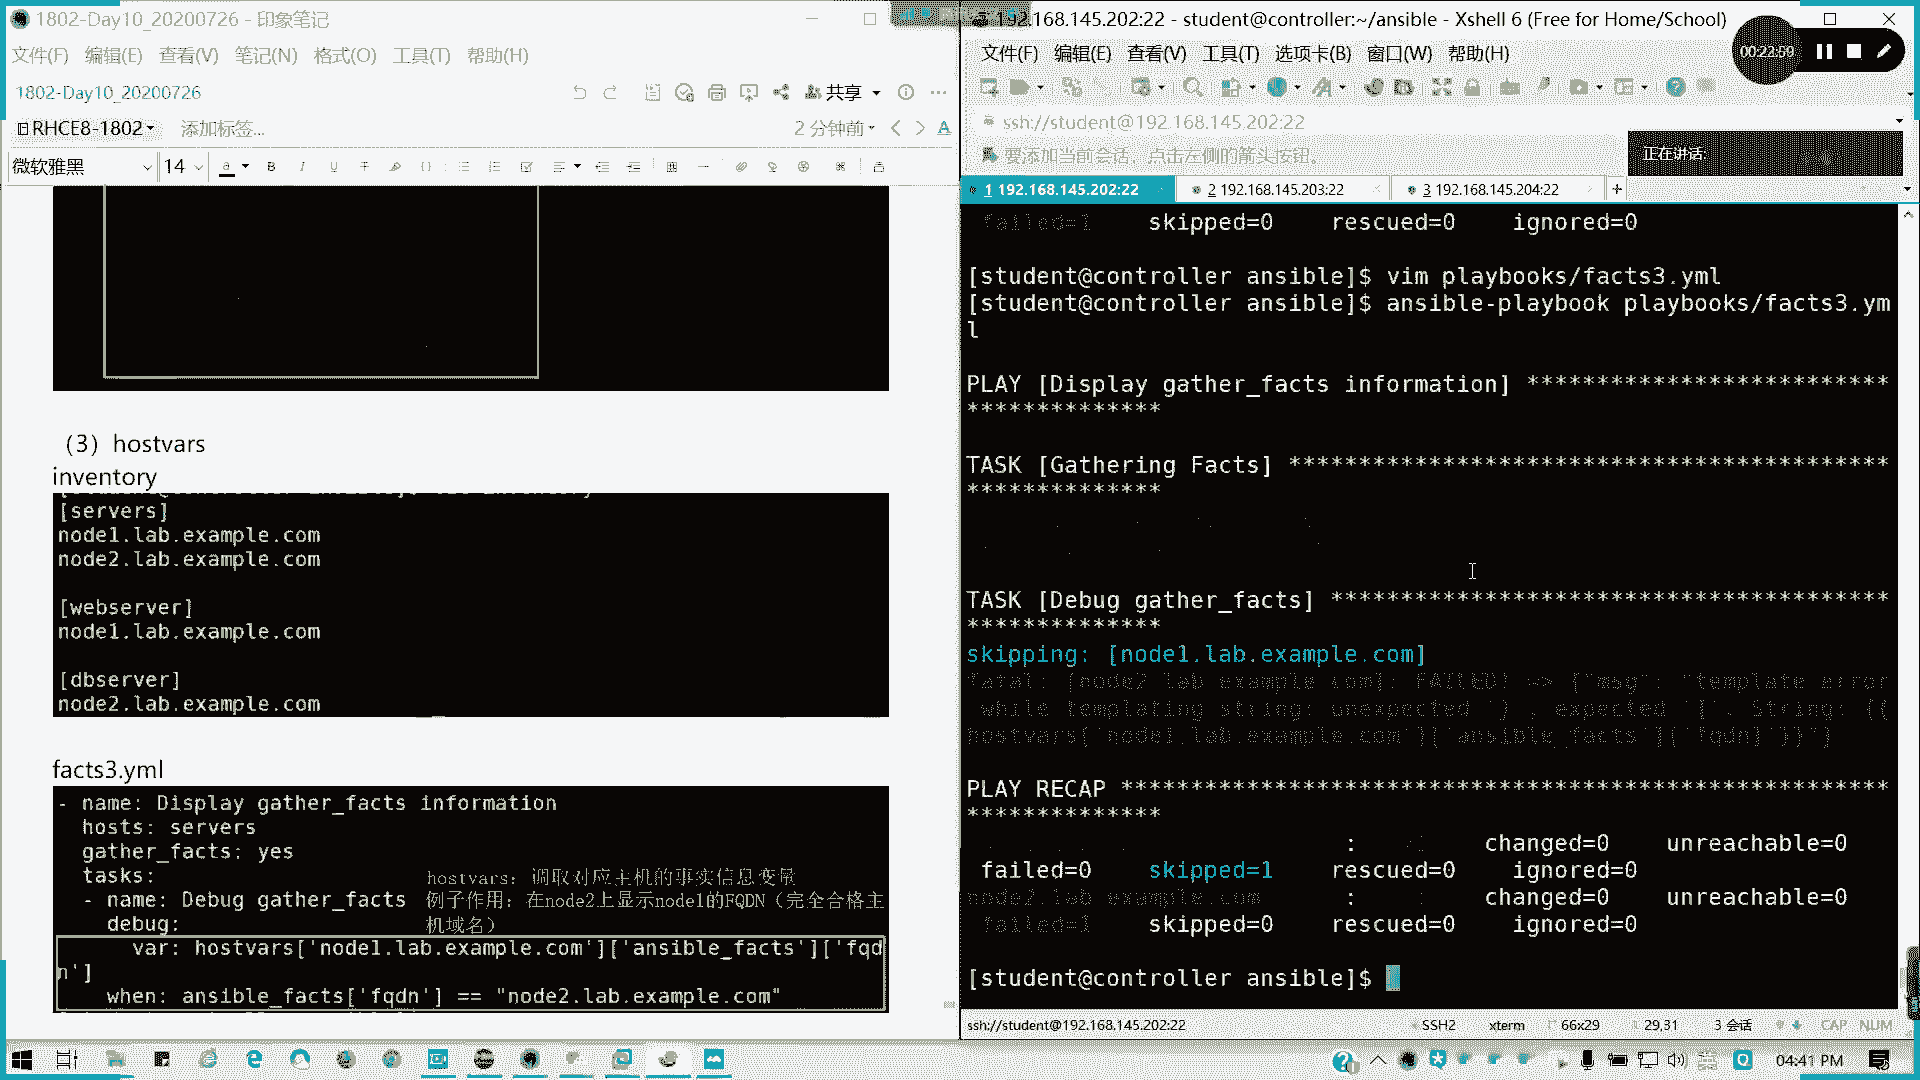 1802-Day10_20200726 - 印象笔记
文件(F) 编辑(E) 查看(V) 笔记(N) 格式(O) 工具(T) 帮助(H)
1802-Day10_20200726
共享
RHCE8-1802
添加标签...
2 分钟前
微软雅黑 14
（3）hostvars
inventory
[servers]
node1.lab.example.com
node2.lab.example.com
[webserver]
node1.lab.example.com
[dbserver]
node2.lab.example.com
facts3.yml
- name: Display gather_facts information
hosts: servers
gather_facts: yes
tasks:
hostvars: 调取对应主机的事实信息变量
- name: Debug gather_facts
例子作用：在node2上显示node1的FQDN（完全合格主
debug:
机域名）
var: hostvars['node1.lab.example.com']['ansible_facts']['fqd
n']
when: ansible_facts['fqdn'] == "node2.lab.example.com"
192.168.145.202:22 - student@controller:~/ansible - Xshell 6 (Free for Home/School)
00:22:59
文件(F) 编辑(E) 查看(V) 工具(T) 选项卡(B) 窗口(W) 帮助(H)
ssh://student@192.168.145.202:22
要添加当前会话，点击左侧的箭头按钮。
正在讲话:
1 192.168.145.202:22
2 192.168.145.203:22
3 192.168.145.204:22
failed=1 skipped=0 rescued=0 ignored=0
[student@controller ansible]$ vim playbooks/facts3.yml
[student@controller ansible]$ ansible-playbook playbooks/facts3.ym
l
PLAY [Display gather_facts information] **************************
**************
TASK [Gathering Facts] *******************************************
**************
TASK [Debug gather_facts] ****************************************
**************
skipping: [node1.lab.example.com]
fatal: [node2.lab.example.com]: FAILED! => {"msg": "template error
while templating string: unexpected '}', expected ']'. String: {{
hostvars['node1.lab.example.com']['ansible_facts']['fqdn]'}}"}
PLAY RECAP *******************************************************
**************
: changed=0 unreachable=0
failed=0 skipped=1 rescued=0 ignored=0
node2.lab.example.com : changed=0 unreachable=0
failed=1 skipped=0 rescued=0 ignored=0
[student@controller ansible]$
ssh://student@192.168.145.202:22
SSH2 xterm 66x29 29,31 3 会话 CAP NUM
04:41 PM